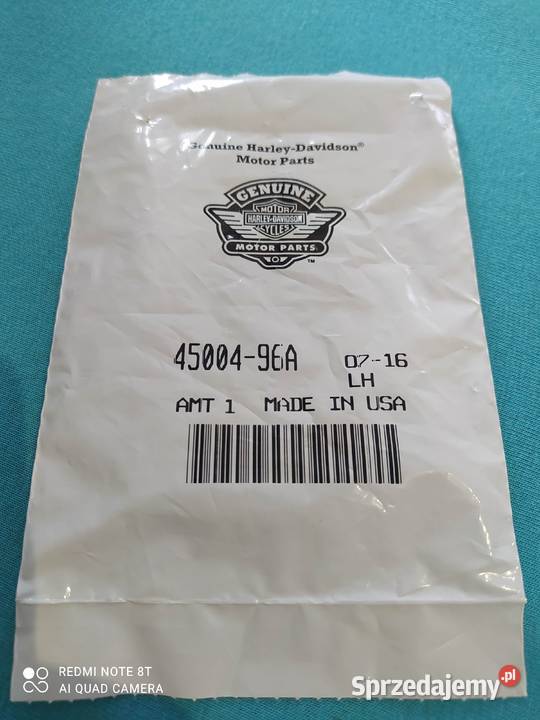 Genuine Harley-Davidson®
Motor Parts
GENUINE
MOTOR
HARLEY-DAVIDSON
CYCLES
MOTOR PARTS
™
45004-96A 07-16
LH
AMT 1 MADE IN USA
REDMI NOTE 8T
AI QUAD CAMERA
Sprzedajemy.pl